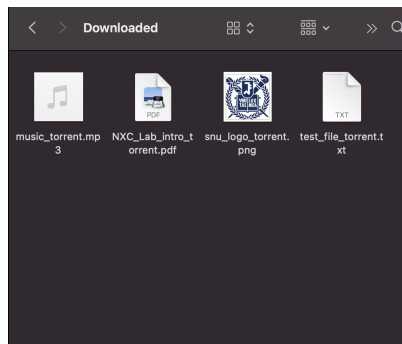 Downloaded
PDF
TXT
music_torrent.mp
3
NXC_Lab_intro_t
orrent.pdf
snu_logo_torrent.
png
test_file_torrent.t
xt